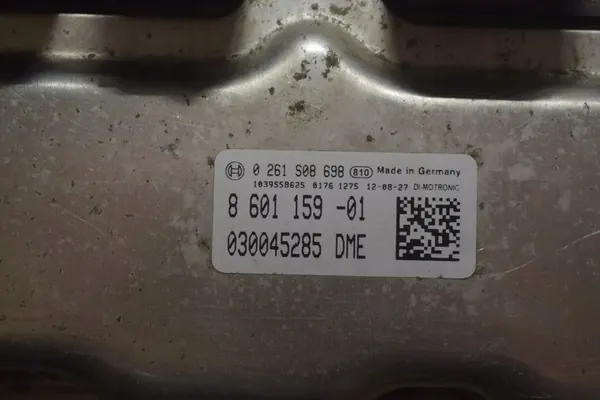 0 261 S08 698 810 Made in Germany
1039S58625 0176 1275 12-08-27 DI-MOTRONIC
8 601 159 -01
030045285 DME